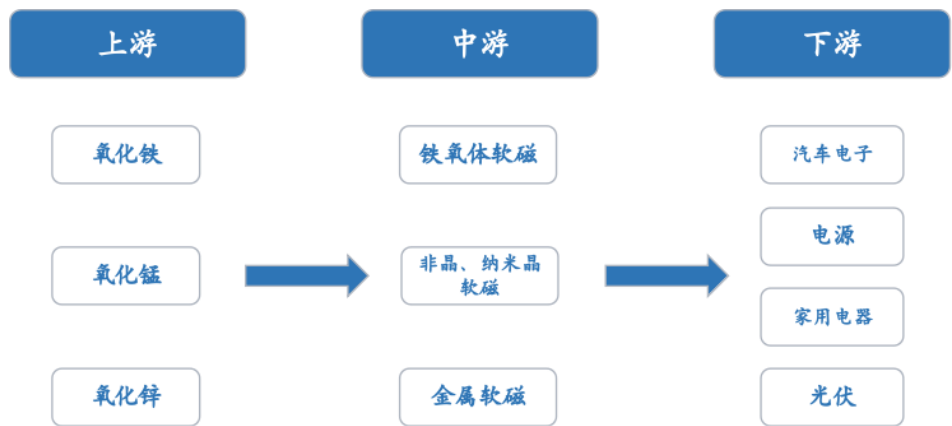 上游
中游
下游
氧化铁
铁氧体软磁
汽车电子
电源
氧化锰
非晶、纳米晶
软磁
家用电器
氧化锌
金属软磁
光伏